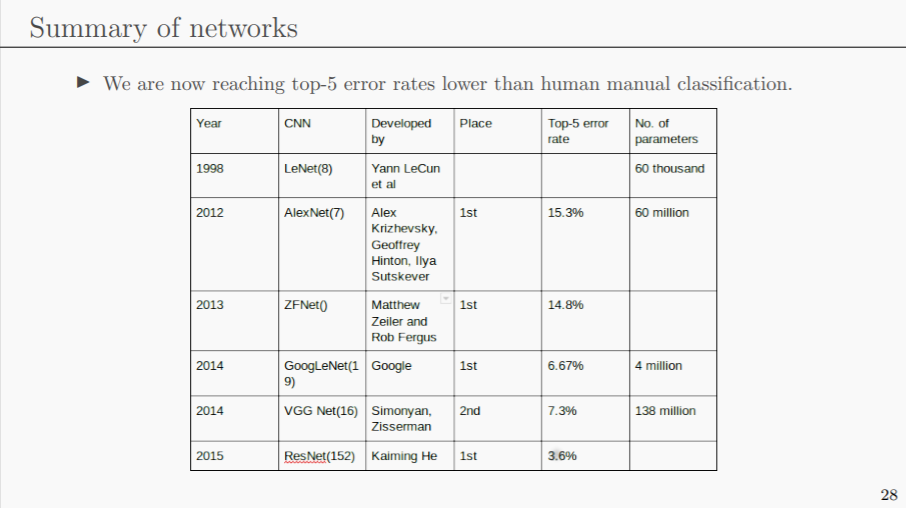 Summary of networks
We are now reaching top-5 error rates lower than human manual classification.
Year CNN Developed by Place Top-5 error rate No. of parameters
1998 LeNet(8) Yann LeCun et al 60 thousand
2012 AlexNet(7) Alex Krizhevsky, Geoffrey Hinton, Ilya Sutskever 1st 15.3% 60 million
2013 ZFNet() Matthew Zeiler and Rob Fergus 1st 14.8%
2014 GoogLeNet(19) Google 1st 6.67% 4 million
2014 VGG Net(16) Simonyan, Zisserman 2nd 7.3% 138 million
2015 ResNet(152) Kaiming He 1st 3.6%
28